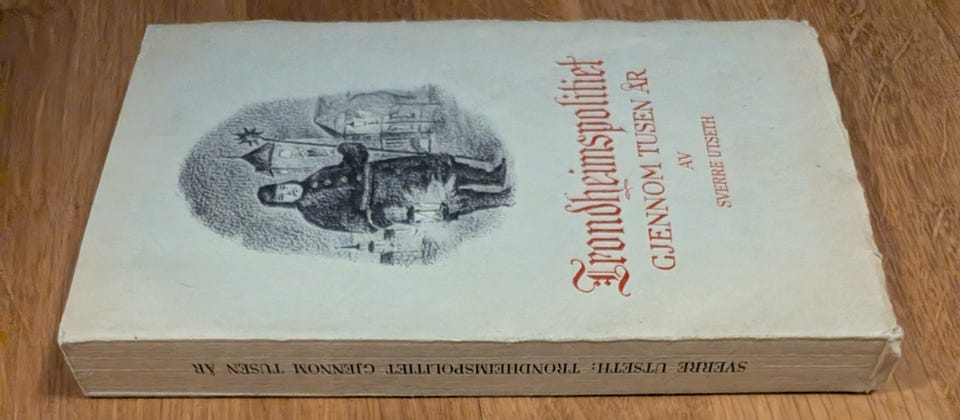 Trondheimspolitiet
GJENNOM TUSEN ÅR
AV
SVERRE UTSETH
SVERRE UTSETH: TRONDHEIMSPOLITIET GJENNOM TUSEN ÅR